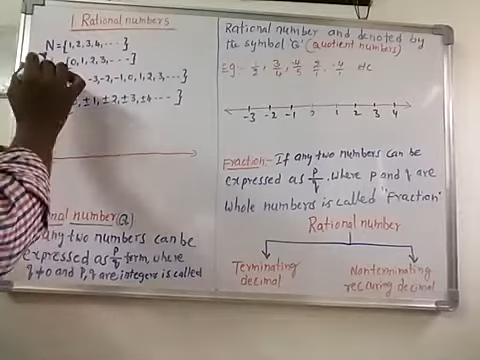 1 Rational numbers
N = {1, 2, 3, 4, ... }
0, 1, 2, 3, ... }
-3, -2, -1, 0, 1, 2, 3, ... }
±1, ±2, ±3, ±4 ... }
number (Q)
any two numbers can be
expressed as p/q form, where
q≠0 and P, q are integers is called
Rational number and denoted by
the symbol 'Q' (quotient numbers)
Eg:- 1/2, 3/4, -4/5, 2/1, -4/1 etc
-3 -2 -1 0 1 2 3 4
Fraction:- If any two numbers can be
expressed as P/q, where P and q are
whole numbers is called "Fraction"
Rational number
Terminating
decimal
Nonterminating
recuring decimal